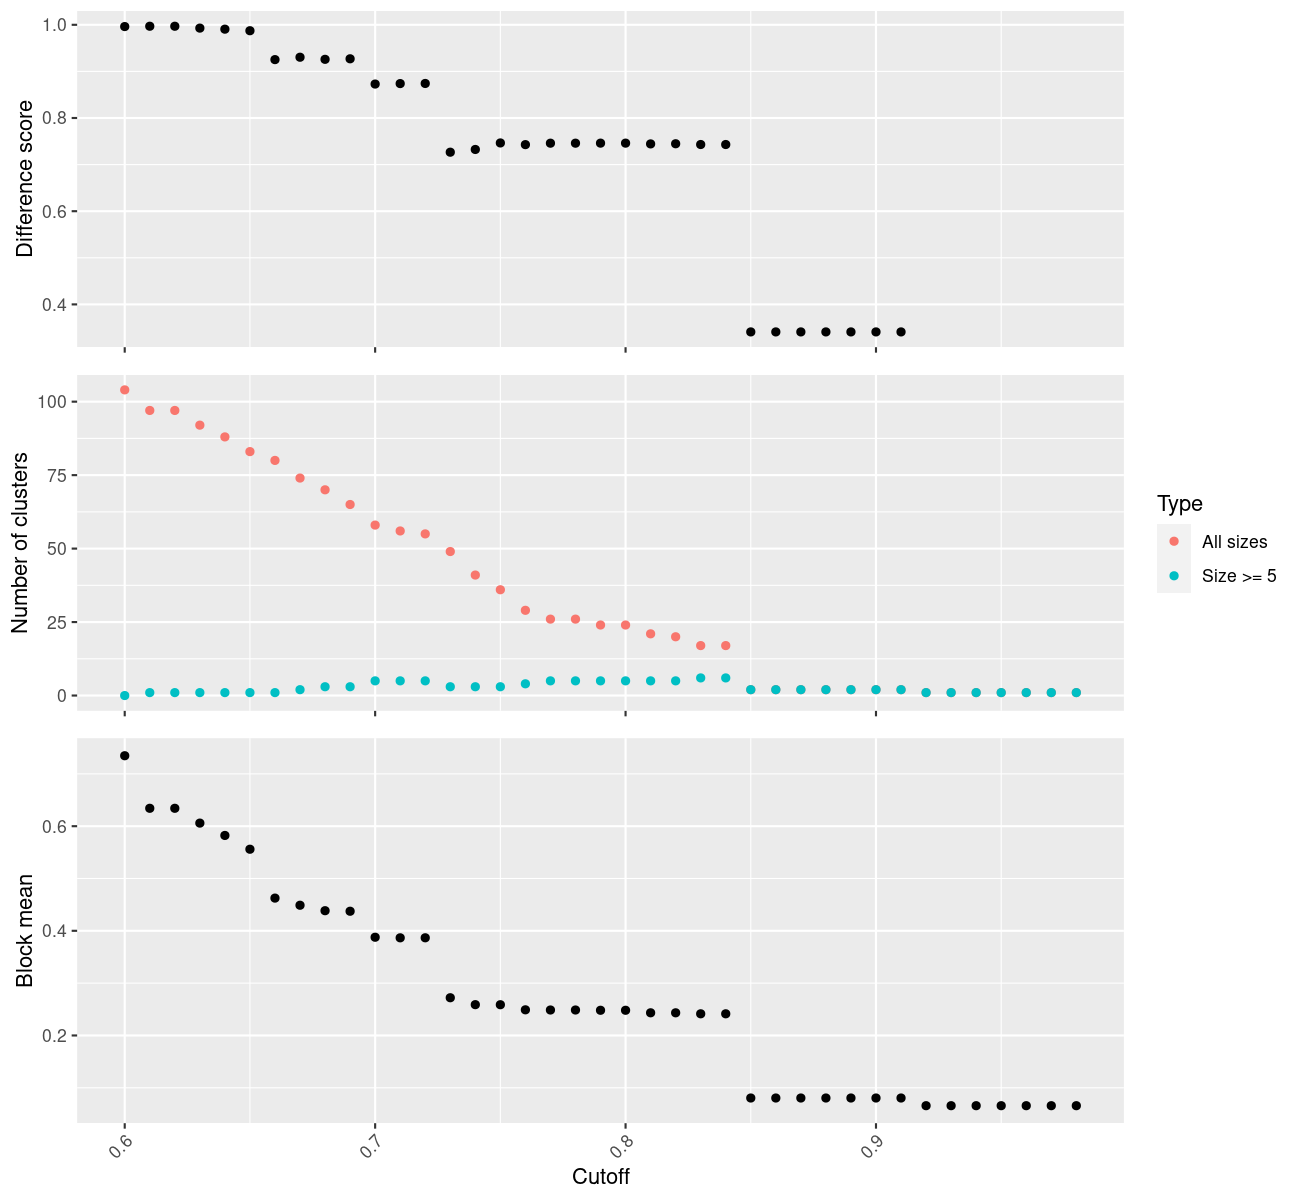 1.0
0.8
0.6
0.4
Difference score
100
75
50
25
0
Number of clusters
Type
All sizes
Size >= 5
0.6
0.4
0.2
Block mean
0.6
0.7
0.8
0.9
Cutoff